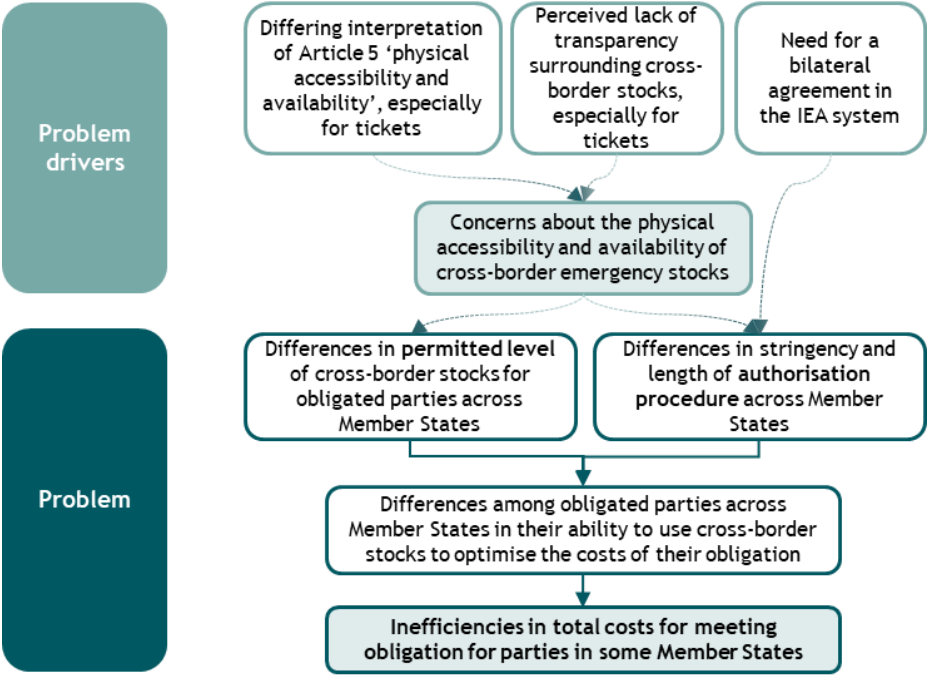 Problem
drivers
Differing interpretation
of Article 5 ‘physical
accessibility and
availability’, especially
for tickets
Perceived lack of
transparency
surrounding cross-
border stocks,
especially for
tickets
Need for a
bilateral
agreement in
the IEA system
Concerns about the physical
accessibility and availability of
cross-border emergency stocks
Problem
Differences in permitted level
of cross-border stocks for
obligated parties across
Member States
Differences in stringency and
length of authorisation
procedure across Member
States
Differences among obligated parties across
Member States in their ability to use cross-border
stocks to optimise the costs of their obligation
Inefficiencies in total costs for meeting
obligation for parties in some Member States